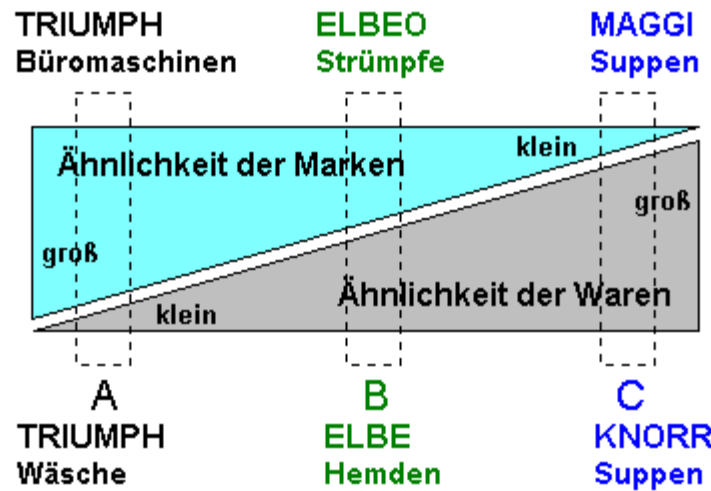 TRIUMPH ELBEO MAGGI
Büromaschinen Strümpfe Suppen
Ähnlichkeit der Marken klein
groß groß
klein Ähnlichkeit der Waren
A B C
TRIUMPH ELBE KNORR
Wäsche Hemden Suppen